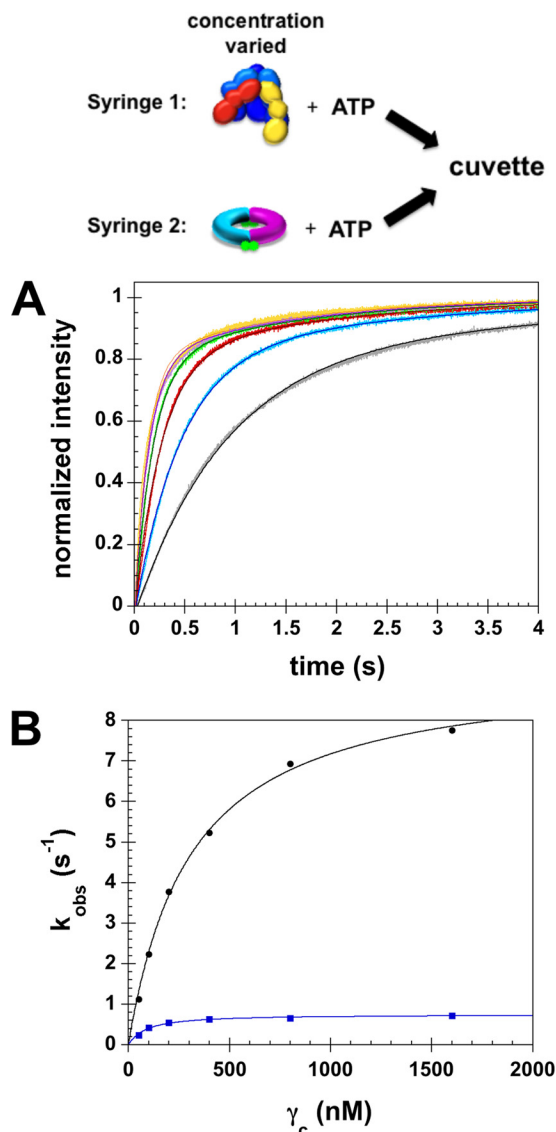 concentration
varied
Syringe 1: + ATP
cuvette
Syringe 2: + ATP
A
1
0.8
0.6
0.4
0.2
0
normalized intensity
0 0.5 1 1.5 2 2.5 3 3.5 4
time (s)
B
8
7
6
5
4
3
2
1
0
k_obs (s⁻¹)
0 500 1000 1500 2000
γ_c (nM)